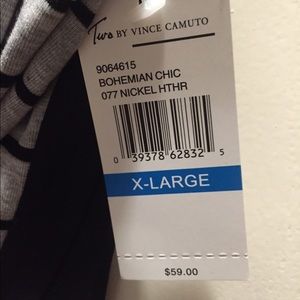 Two BY VINCE CAMUTO
9064615
BOHEMIAN CHIC
077 NICKEL HTHR
0 39378 62832 5
X-LARGE
$59.00